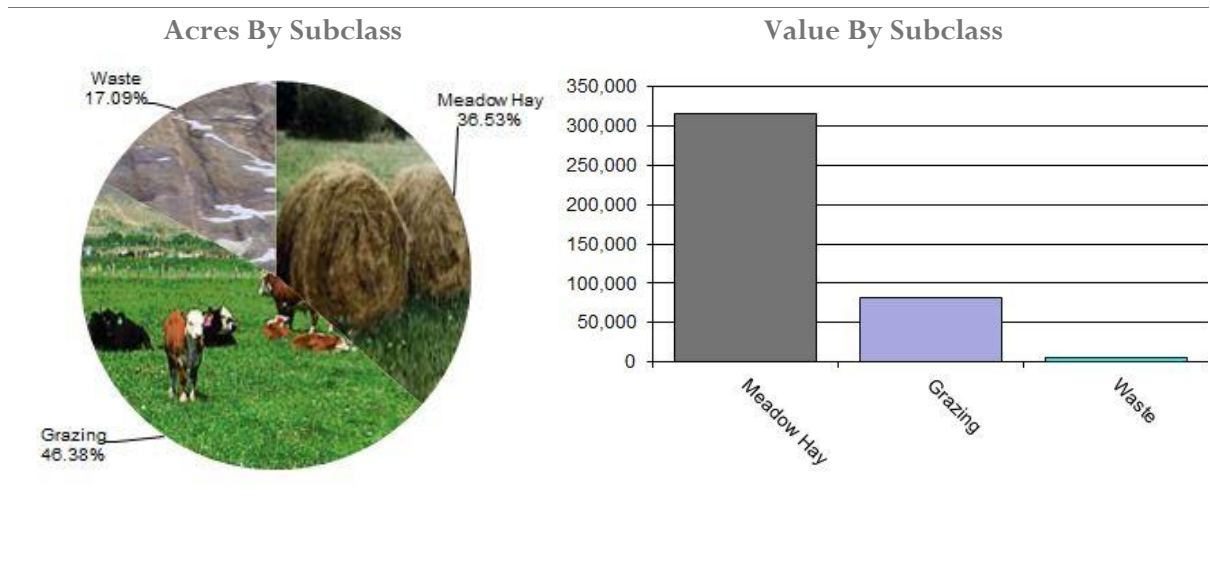 Acres By Subclass
Waste
17.09%
Meadow Hay
36.53%
Grazing
46.38%
Value By Subclass
350,000
300,000
250,000
200,000
150,000
100,000
50,000
0
Meadow Hay
Grazing
Waste